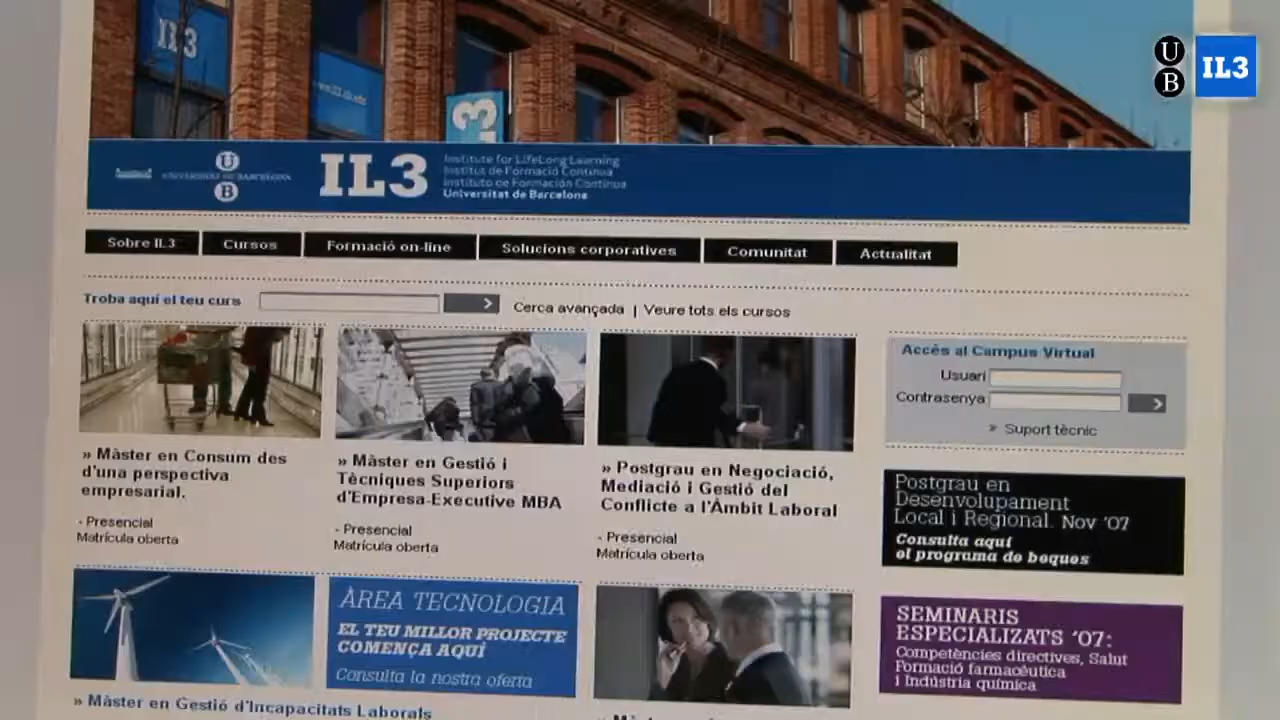 IL3
.3
U
B
IL3
U
B
UNIVERSITAT DE BARCELONA
IL3
Institute for LifeLong Learning
Institut de Formació Contínua
Instituto de Formación Continua
Universitat de Barcelona
Sobre IL3
Cursos
Formació on-line
Solucions corporatives
Comunitat
Actualitat
Troba aquí el teu curs
>
Cerca avançada | Veure tots els cursos
Accés al Campus Virtual
Usuari
Contrasenya
>
» Suport tècnic
» Màster en Consum des
d'una perspectiva
empresarial.
- Presencial
Matrícula oberta
» Màster en Gestió i
Tècniques Superiors
d'Empresa-Executive MBA
- Presencial
Matrícula oberta
» Postgrau en Negociació,
Mediació i Gestió del
Conflicte a l'Àmbit Laboral
- Presencial
Matrícula oberta
Postgrau en
Desenvolupament
Local i Regional. Nov '07
Consulta aquí
el programa de beques
ÀREA TECNOLOGIA
EL TEU MILLOR PROJECTE
COMENÇA AQUÍ
Consulta la nostra oferta
SEMINARIS
ESPECIALIZATS '07:
Competències directives, Salut
Formació farmacèutica
i Indústria química
» Màster en Gestió d'Incapacitats Laborals